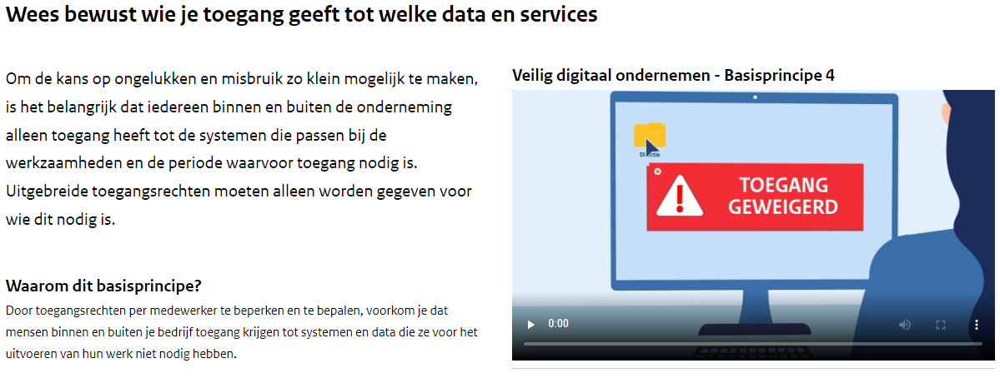 Wees bewust wie je toegang geeft tot welke data en services
Om de kans op ongelukken en misbruik zo klein mogelijk te maken,
is het belangrijk dat iedereen binnen en buiten de onderneming
alleen toegang heeft tot de systemen die passen bij de
werkzaamheden en de periode waarvoor toegang nodig is.
Uitgebreide toegangsrechten moeten alleen worden gegeven voor
wie dit nodig is.
Waarom dit basisprincipe?
Door toegangsrechten per medewerker te beperken en te bepalen, voorkom je dat
mensen binnen en buiten je bedrijf toegang krijgen tot systemen en data die ze voor het
uitvoeren van hun werk niet nodig hebben.
Veilig digitaal ondernemen - Basisprincipe 4
TOEGANG
GEWEIGERD
0:00